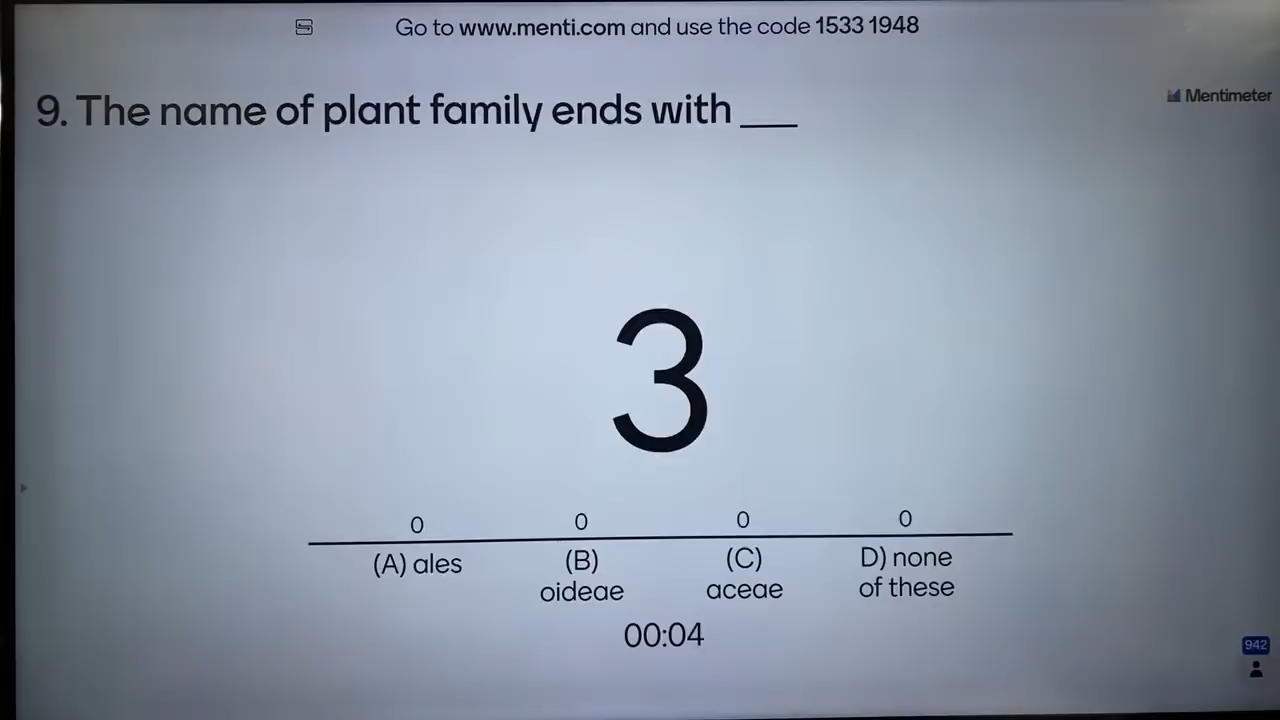 Go to www.menti.com and use the code 1533 1948
Mentimeter
9. The name of plant family ends with ___
3
0 0 0 0
(A) ales (B) oideae (C) aceae D) none of these
00:04
942